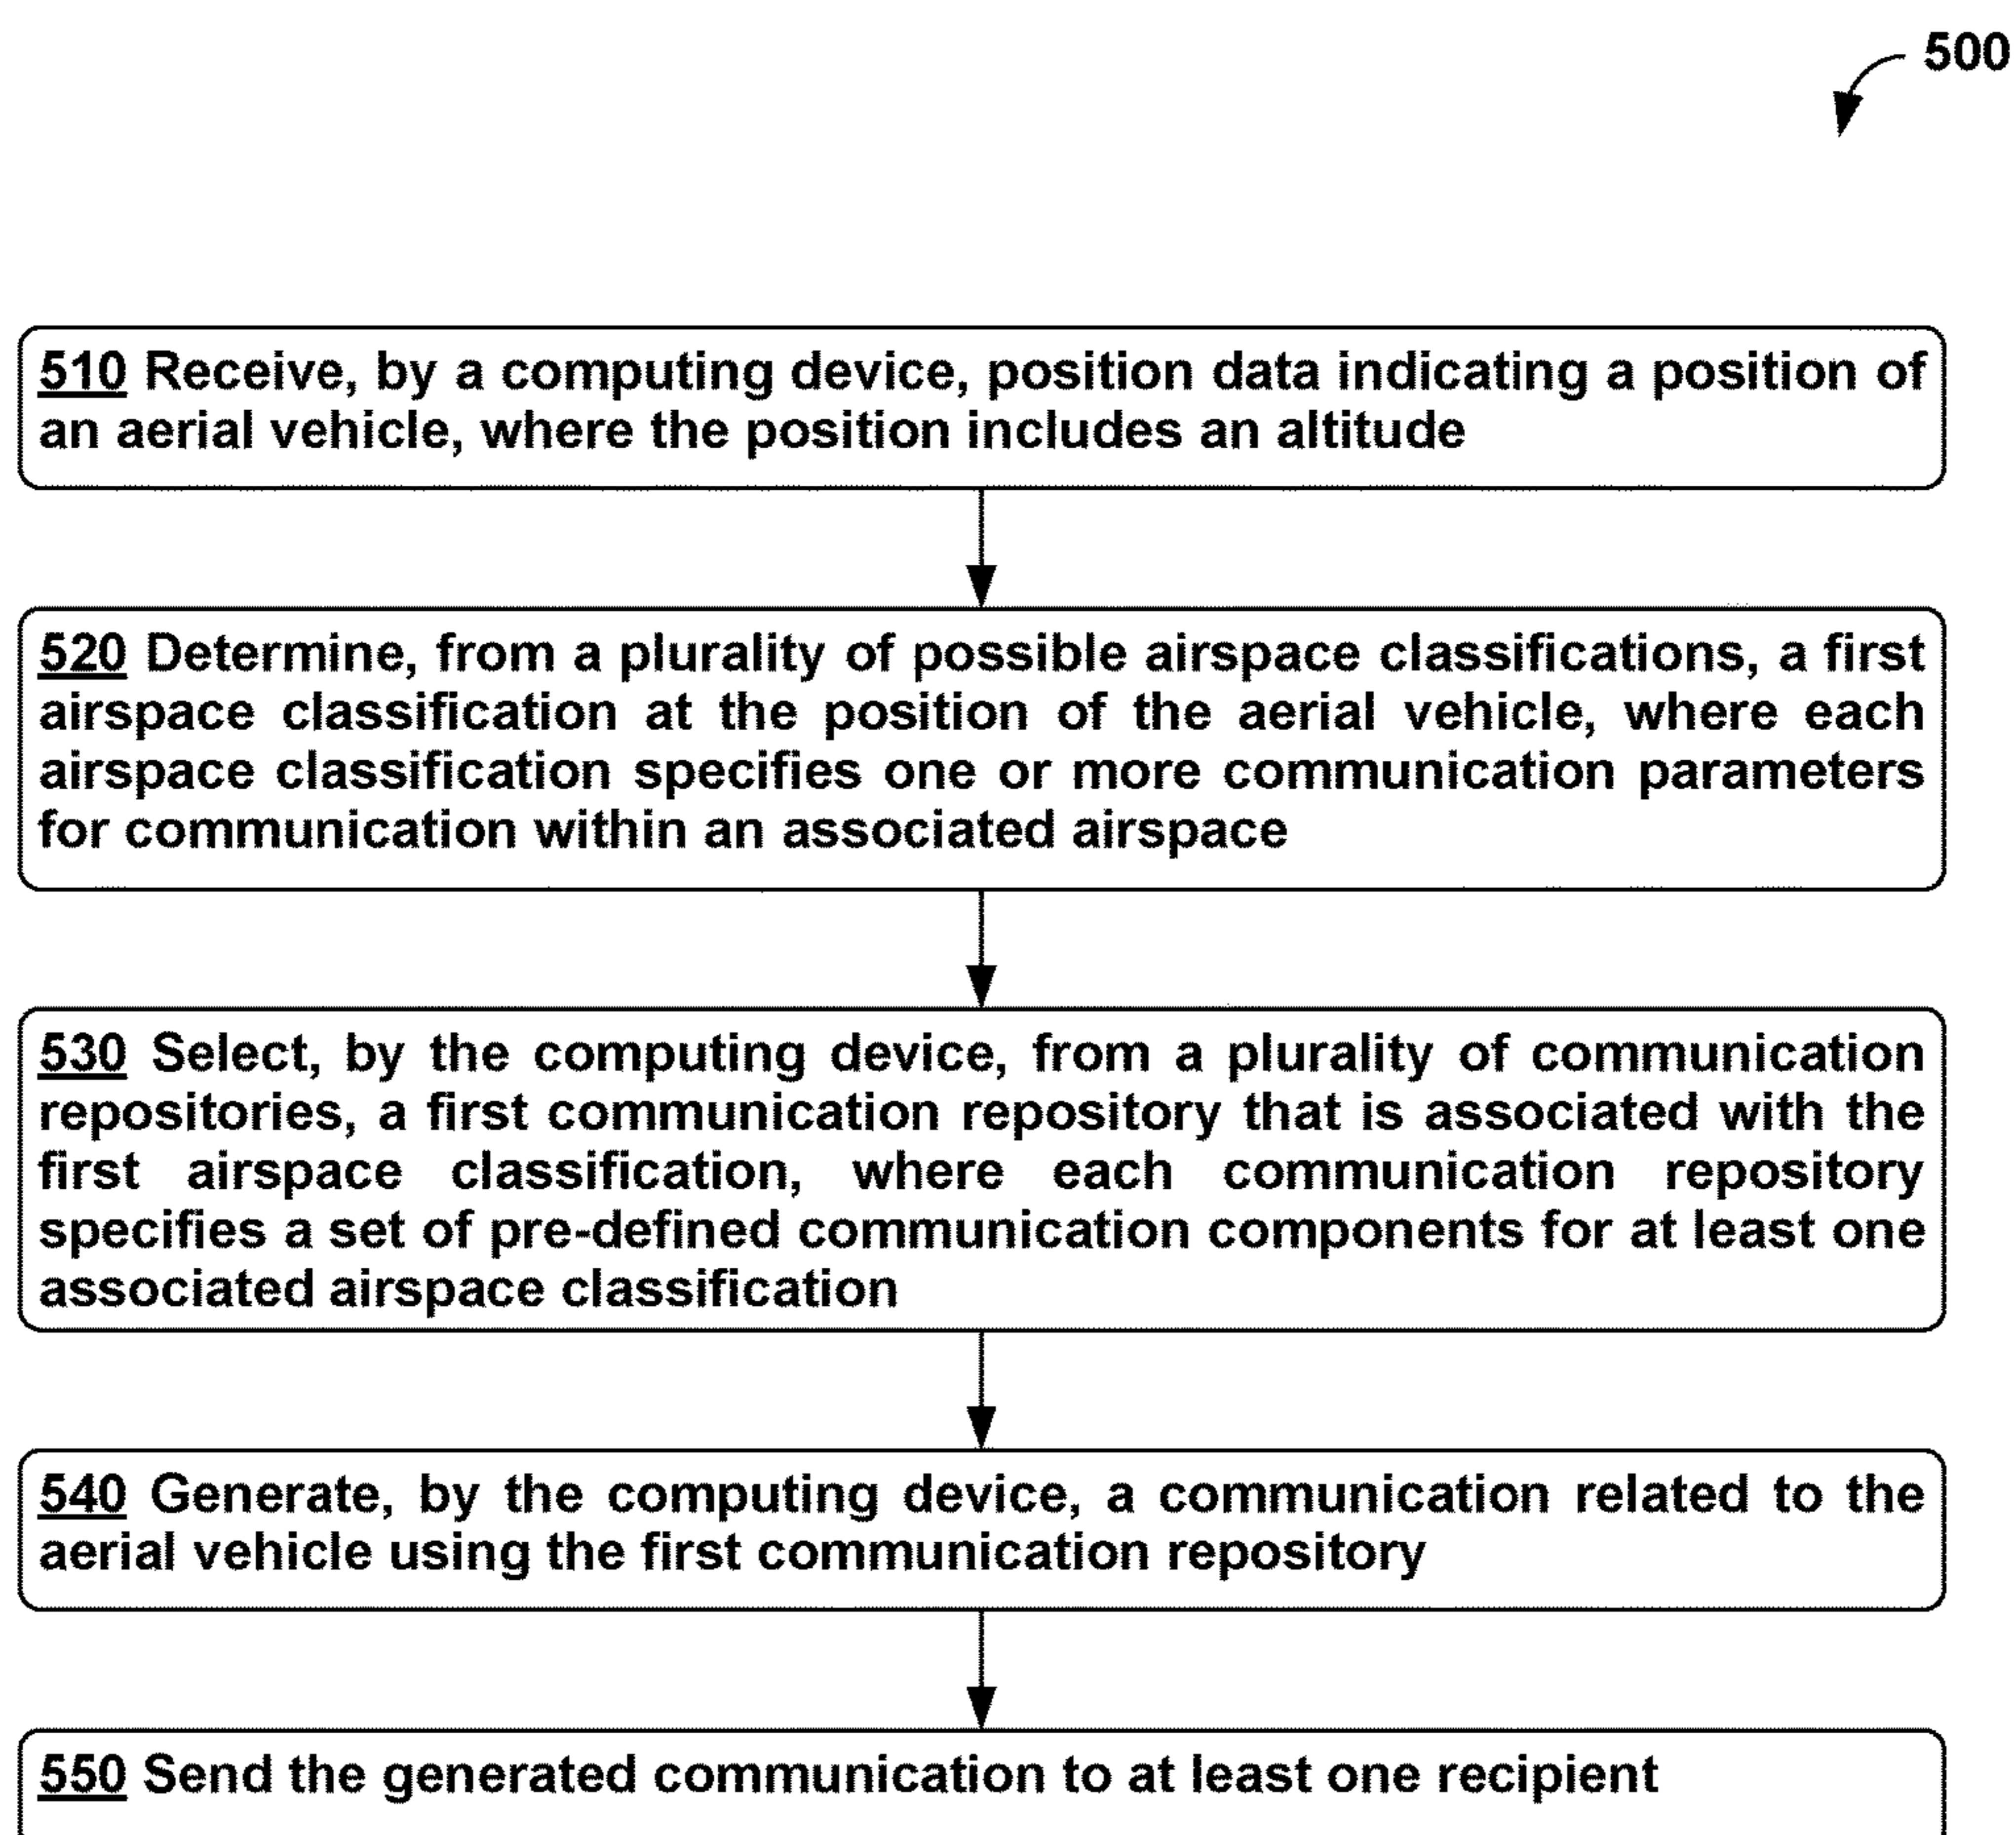 500
510 Receive, by a computing device, position data indicating a position of
an aerial vehicle, where the position includes an altitude
520 Determine, from a plurality of possible airspace classifications, a first
airspace classification at the position of the aerial vehicle, where each
airspace classification specifies one or more communication parameters
for communication within an associated airspace
530 Select, by the computing device, from a plurality of communication
repositories, a first communication repository that is associated with the
first airspace classification, where each communication repository
specifies a set of pre-defined communication components for at least one
associated airspace classification
540 Generate, by the computing device, a communication related to the
aerial vehicle using the first communication repository
550 Send the generated communication to at least one recipient